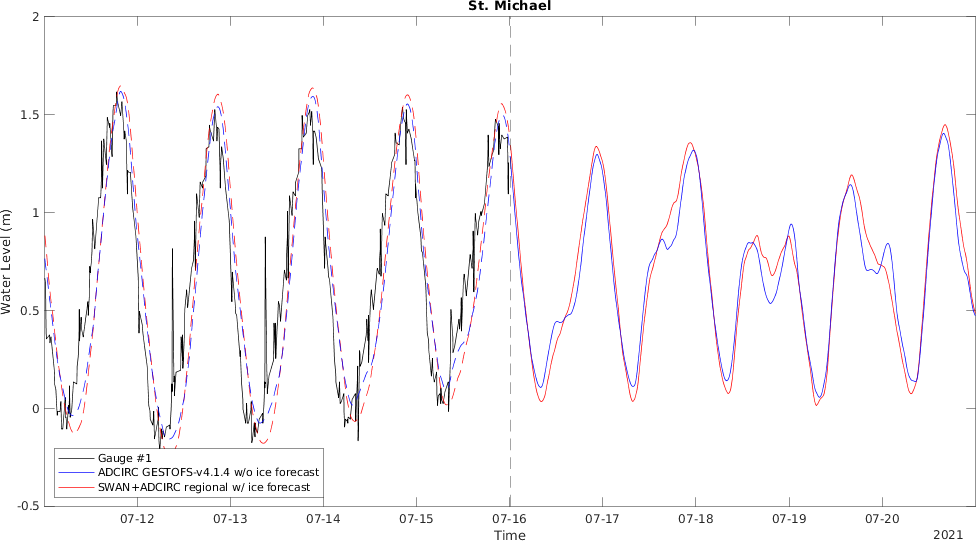 St. Michael
2
1.5
1
0.5
0
-0.5
Water Level (m)
Gauge #1
ADCIRC GESTOFS-v4.1.4 w/o ice forecast
SWAN+ADCIRC regional w/ ice forecast
07-12 07-13 07-14 07-15 07-16 07-17 07-18 07-19 07-20
Time
2021